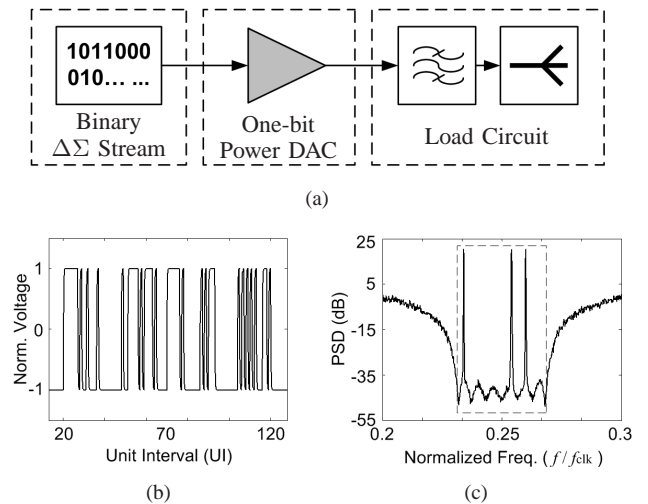 1011000
010... ...
Binary
ΔΣ Stream
One-bit
Power DAC
Load Circuit
(a)
Norm. Voltage
1
0
-1
20
70
120
Unit Interval (UI)
(b)
PSD (dB)
25
5
-15
-35
-55
0.2
0.25
0.3
Normalized Freq. ( f / fclk )
(c)